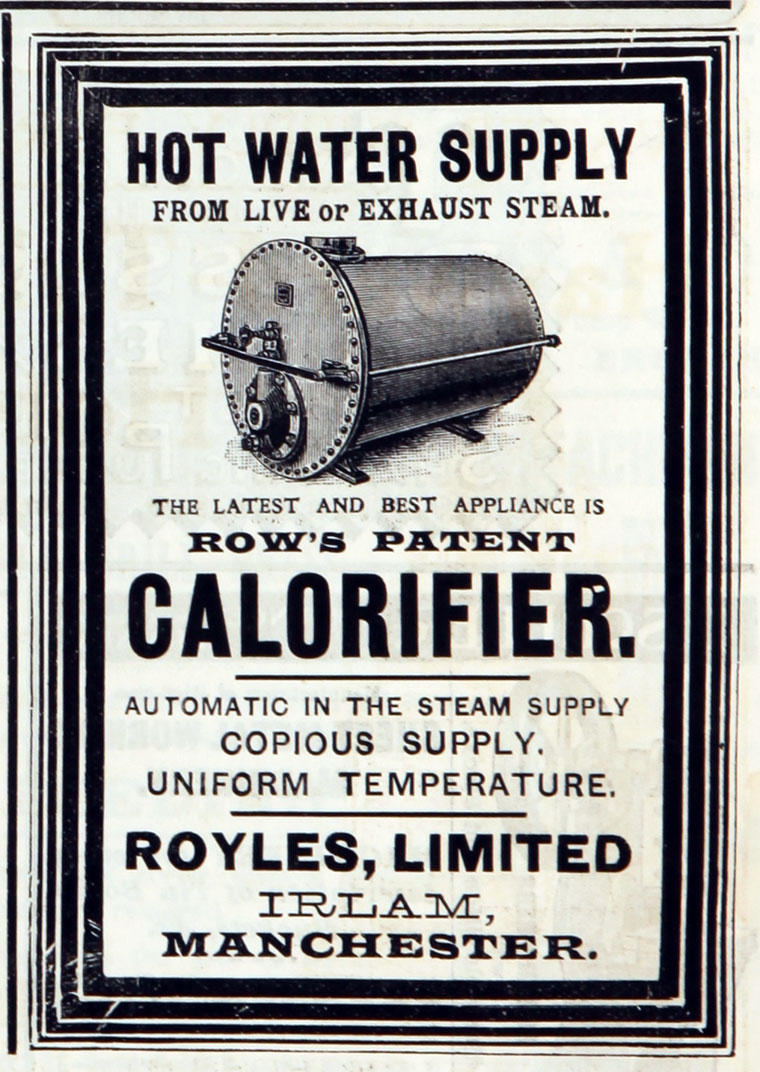 HOT WATER SUPPLY
FROM LIVE or EXHAUST STEAM.
THE LATEST AND BEST APPLIANCE IS
ROW'S PATENT
CALORIFIER.
AUTOMATIC IN THE STEAM SUPPLY
COPIOUS SUPPLY.
UNIFORM TEMPERATURE.
ROYLES, LIMITED
IRLAM,
MANCHESTER.